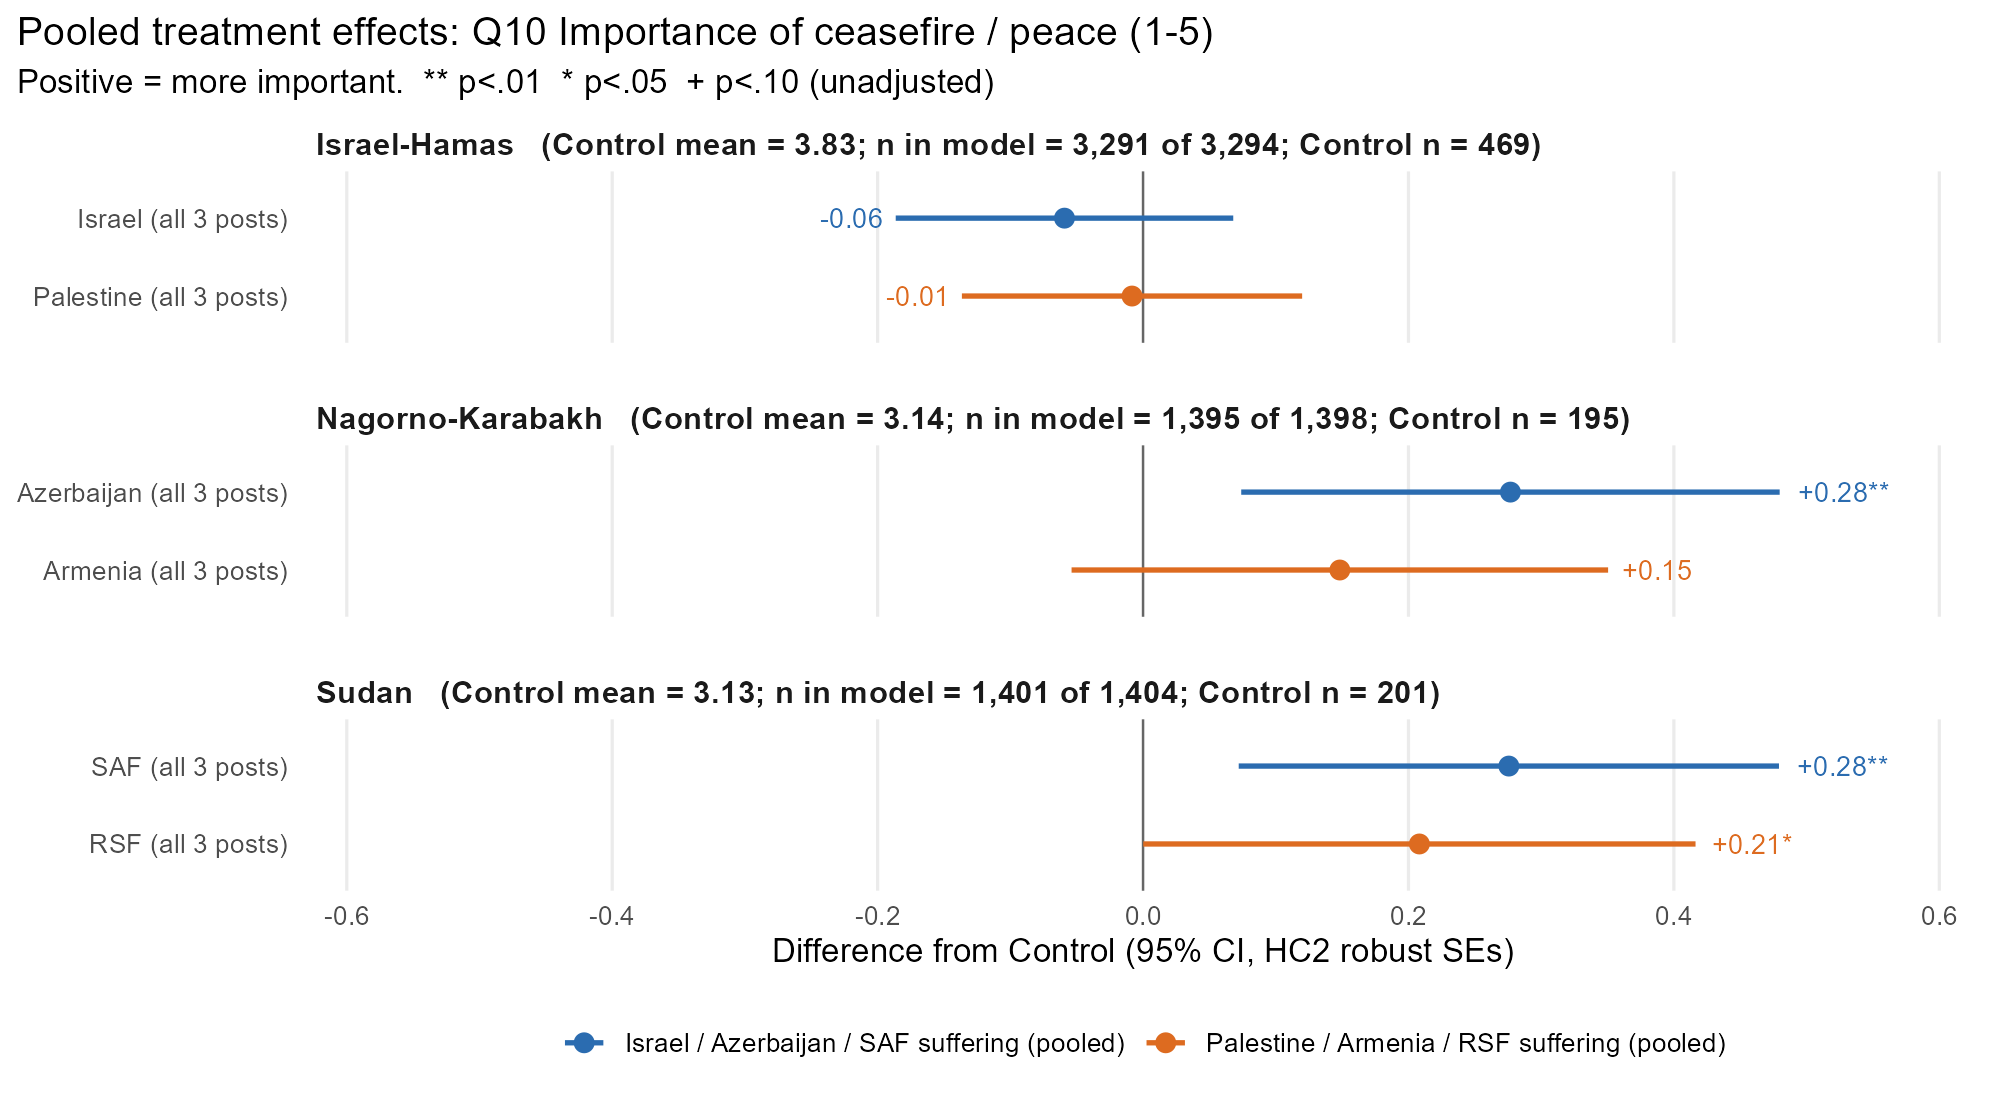 Pooled treatment effects: Q10 Importance of ceasefire / peace (1-5)
Positive = more important.  ** p<.01  * p<.05  + p<.10 (unadjusted)
Israel-Hamas   (Control mean = 3.83; n in model = 3,291 of 3,294; Control n = 469)
Israel (all 3 posts)
-0.06
Palestine (all 3 posts)
-0.01
Nagorno-Karabakh   (Control mean = 3.14; n in model = 1,395 of 1,398; Control n = 195)
Azerbaijan (all 3 posts)
+0.28**
Armenia (all 3 posts)
+0.15
Sudan   (Control mean = 3.13; n in model = 1,401 of 1,404; Control n = 201)
SAF (all 3 posts)
+0.28**
RSF (all 3 posts)
+0.21*
-0.6 -0.4 -0.2 0.0 0.2 0.4 0.6
Difference from Control (95% CI, HC2 robust SEs)
Israel / Azerbaijan / SAF suffering (pooled) Palestine / Armenia / RSF suffering (pooled)